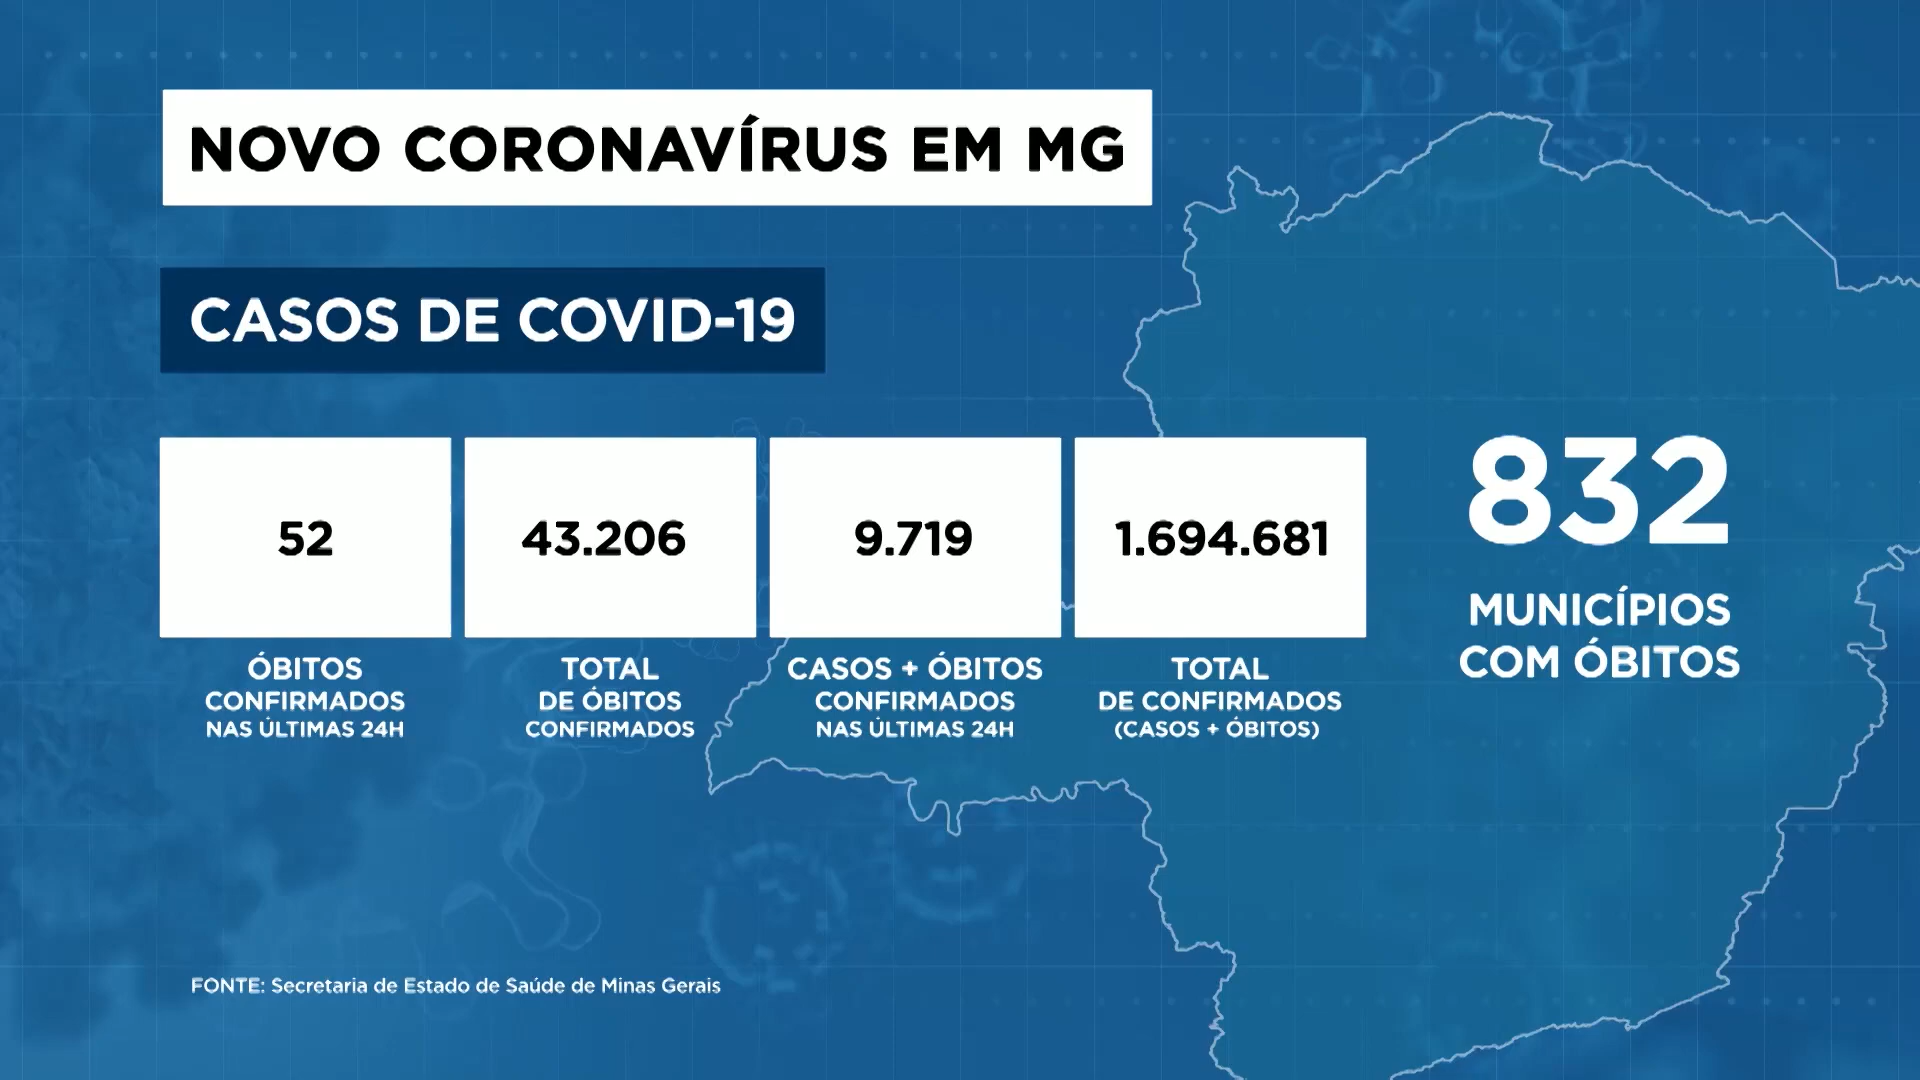 NOVO CORONAVÍRUS EM MG
CASOS DE COVID-19
52
ÓBITOS
CONFIRMADOS
NAS ÚLTIMAS 24H
43.206
TOTAL
DE ÓBITOS
CONFIRMADOS
9.719
CASOS + ÓBITOS
CONFIRMADOS
NAS ÚLTIMAS 24H
1.694.681
TOTAL
DE CONFIRMADOS
(CASOS + ÓBITOS)
832
MUNICÍPIOS
COM ÓBITOS
FONTE: Secretaria de Estado de Saúde de Minas Gerais